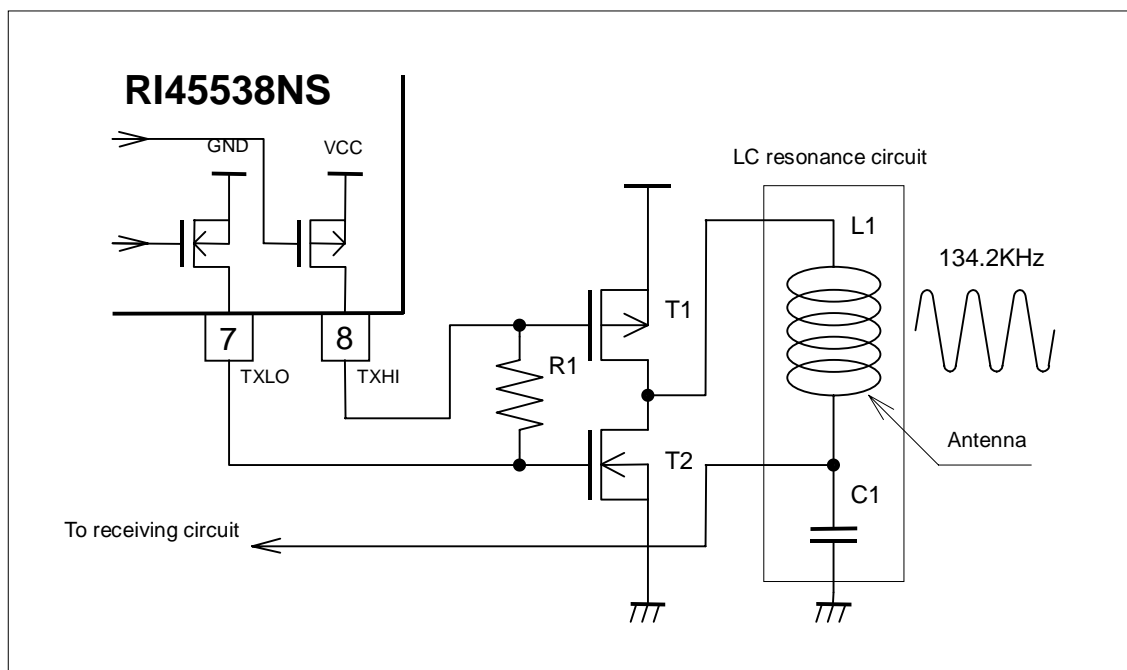 RI45538NS
GND
VCC
LC resonance circuit
L1
134.2KHz
T1
7
8
R1
TXLO
TXHI
Antenna
T2
C1
To receiving circuit